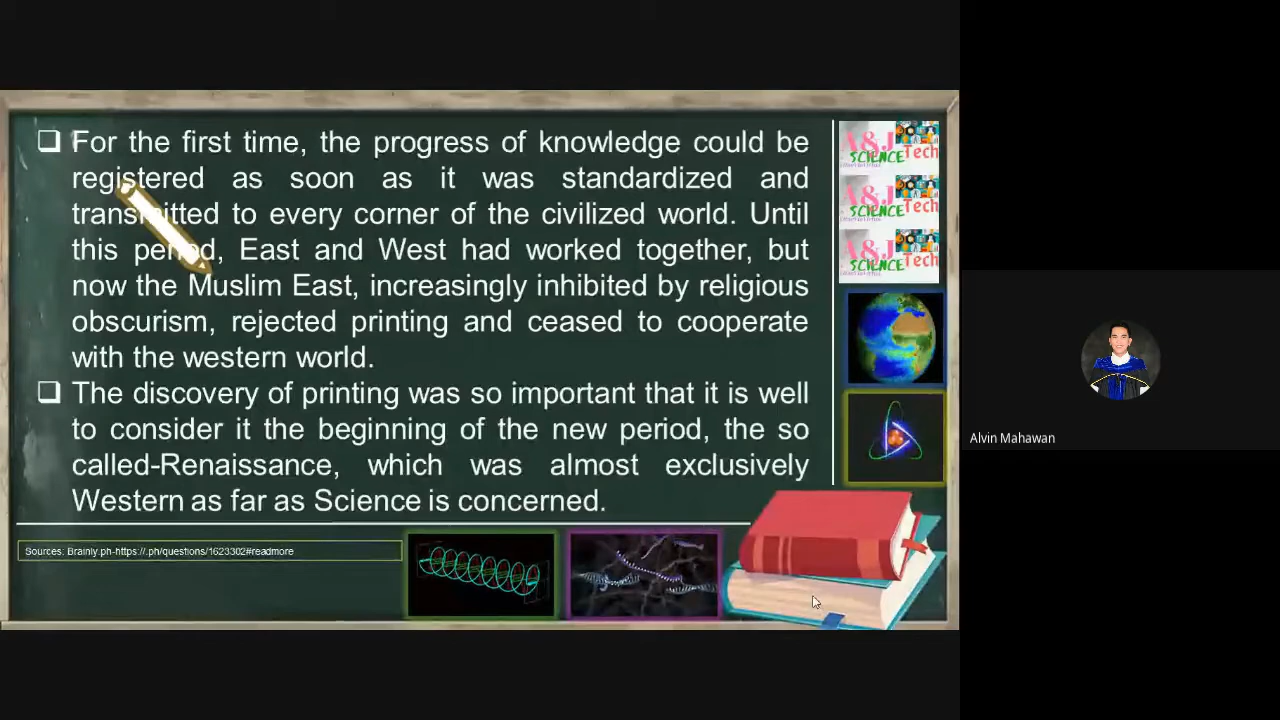 For the first time, the progress of knowledge could be
registered as soon as it was standardized and
transmitted to every corner of the civilized world. Until
this period, East and West had worked together, but
now the Muslim East, increasingly inhibited by religious
obscurism, rejected printing and ceased to cooperate
with the western world.
The discovery of printing was so important that it is well
to consider it the beginning of the new period, the so
called-Renaissance, which was almost exclusively
Western as far as Science is concerned.
Sources: Brainly.ph-https://.ph/questions/1623302#readmore
A&J
SCIENCE Tech
A&J
SCIENCE Tech
A&J
SCIENCE Tech
Alvin Mahawan